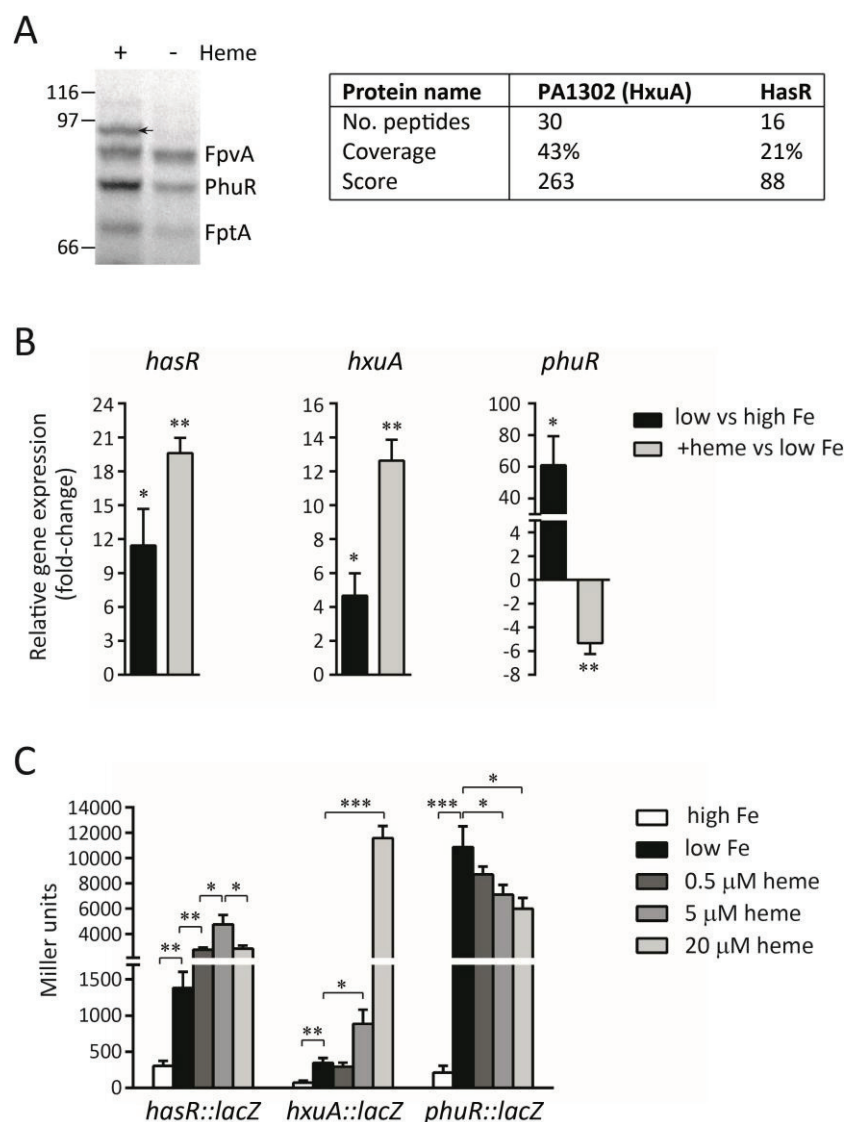 A
+ - Heme
116
97
FpvA
PhuR
FptA
66
Protein name PA1302 (HxuA) HasR
No. peptides 30 16
Coverage 43% 21%
Score 263 88
B
hasR hxuA phuR
Relative gene expression
(fold-change)
24
21
18
15
12
9
6
3
0
* **
16
14
12
10
8
6
4
2
0
* **
100
80
60
40
6
4
2
0
-2
-4
-6
-8
* **
low vs high Fe
+heme vs low Fe
C
Miller units
14000
12000
10000
8000
6000
4000
1500
1000
500
0
** ** * *
** * ***
*** * *
hasR::lacZ hxuA::lacZ phuR::lacZ
high Fe
low Fe
0.5 μM heme
5 μM heme
20 μM heme